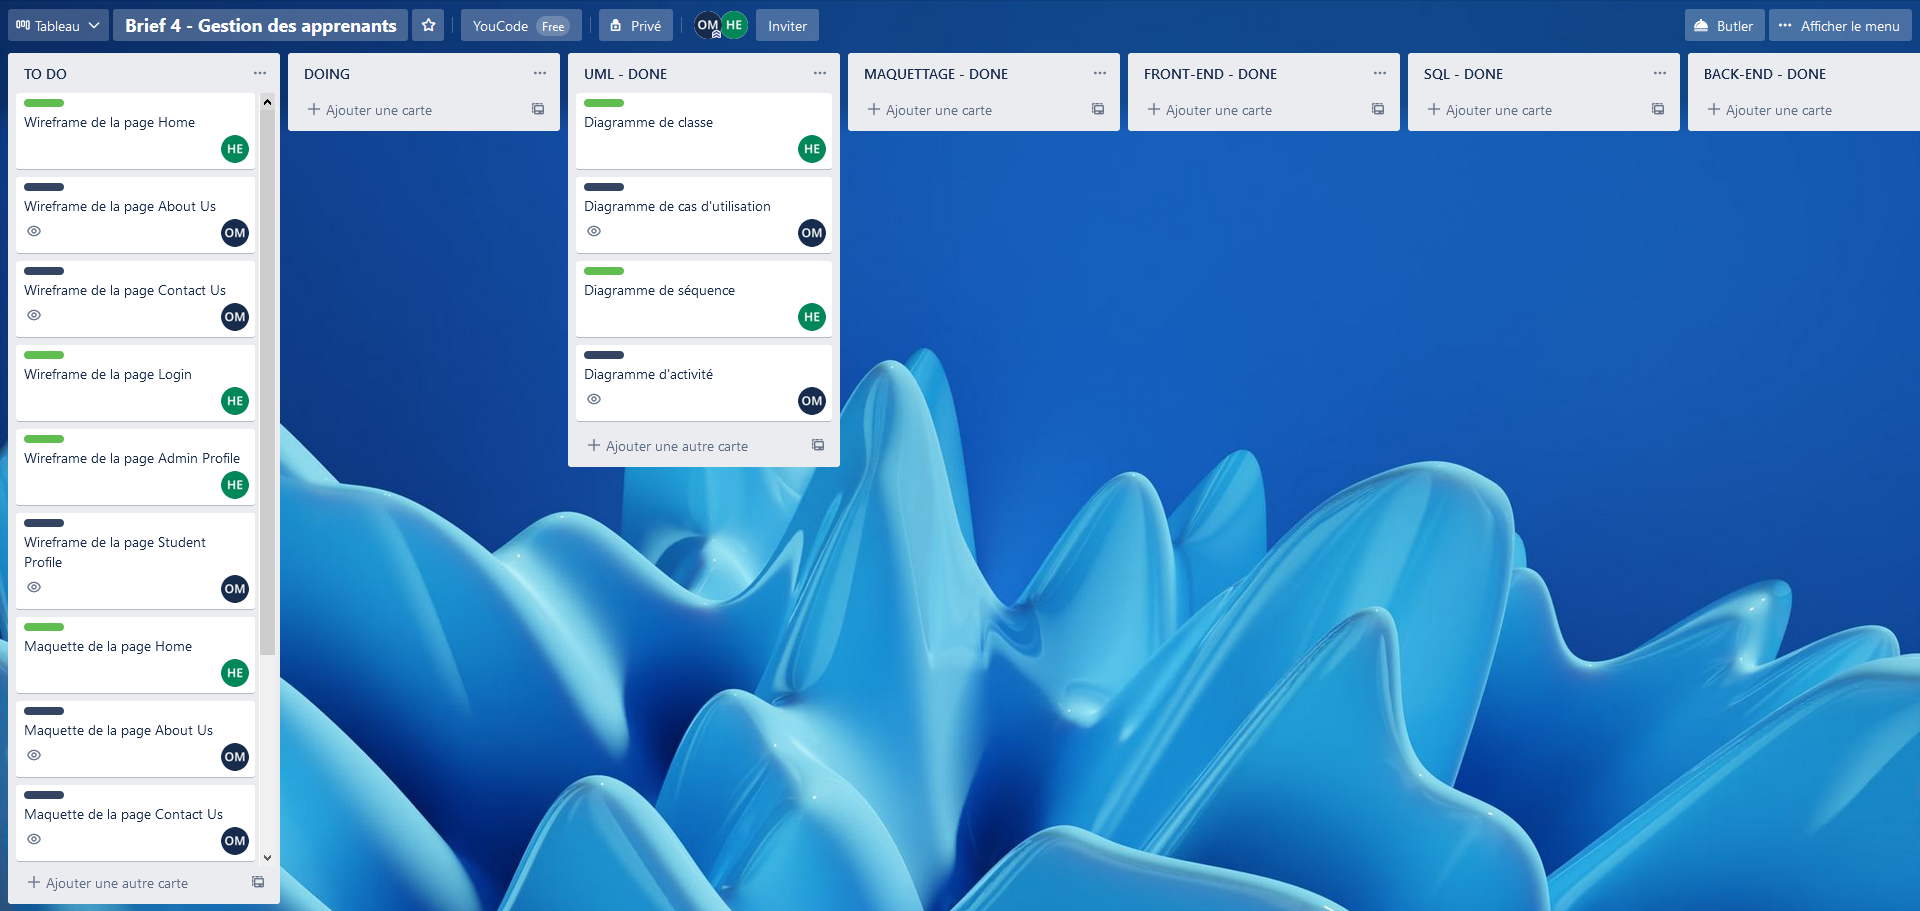 Tableau
Brief 4 - Gestion des apprenants
YouCode Free
Privé
OM HE
Inviter
Butler
Afficher le menu
TO DO
Wireframe de la page Home
HE
Wireframe de la page About Us
OM
Wireframe de la page Contact Us
OM
Wireframe de la page Login
HE
Wireframe de la page Admin Profile
HE
Wireframe de la page Student
Profile
OM
Maquette de la page Home
HE
Maquette de la page About Us
OM
Maquette de la page Contact Us
OM
Ajouter une autre carte
DOING
Ajouter une carte
UML - DONE
Diagramme de classe
HE
Diagramme de cas d'utilisation
OM
Diagramme de séquence
HE
Diagramme d'activité
OM
Ajouter une autre carte
MAQUETTAGE - DONE
Ajouter une carte
FRONT-END - DONE
Ajouter une carte
SQL - DONE
Ajouter une carte
BACK-END - DONE
Ajouter une carte